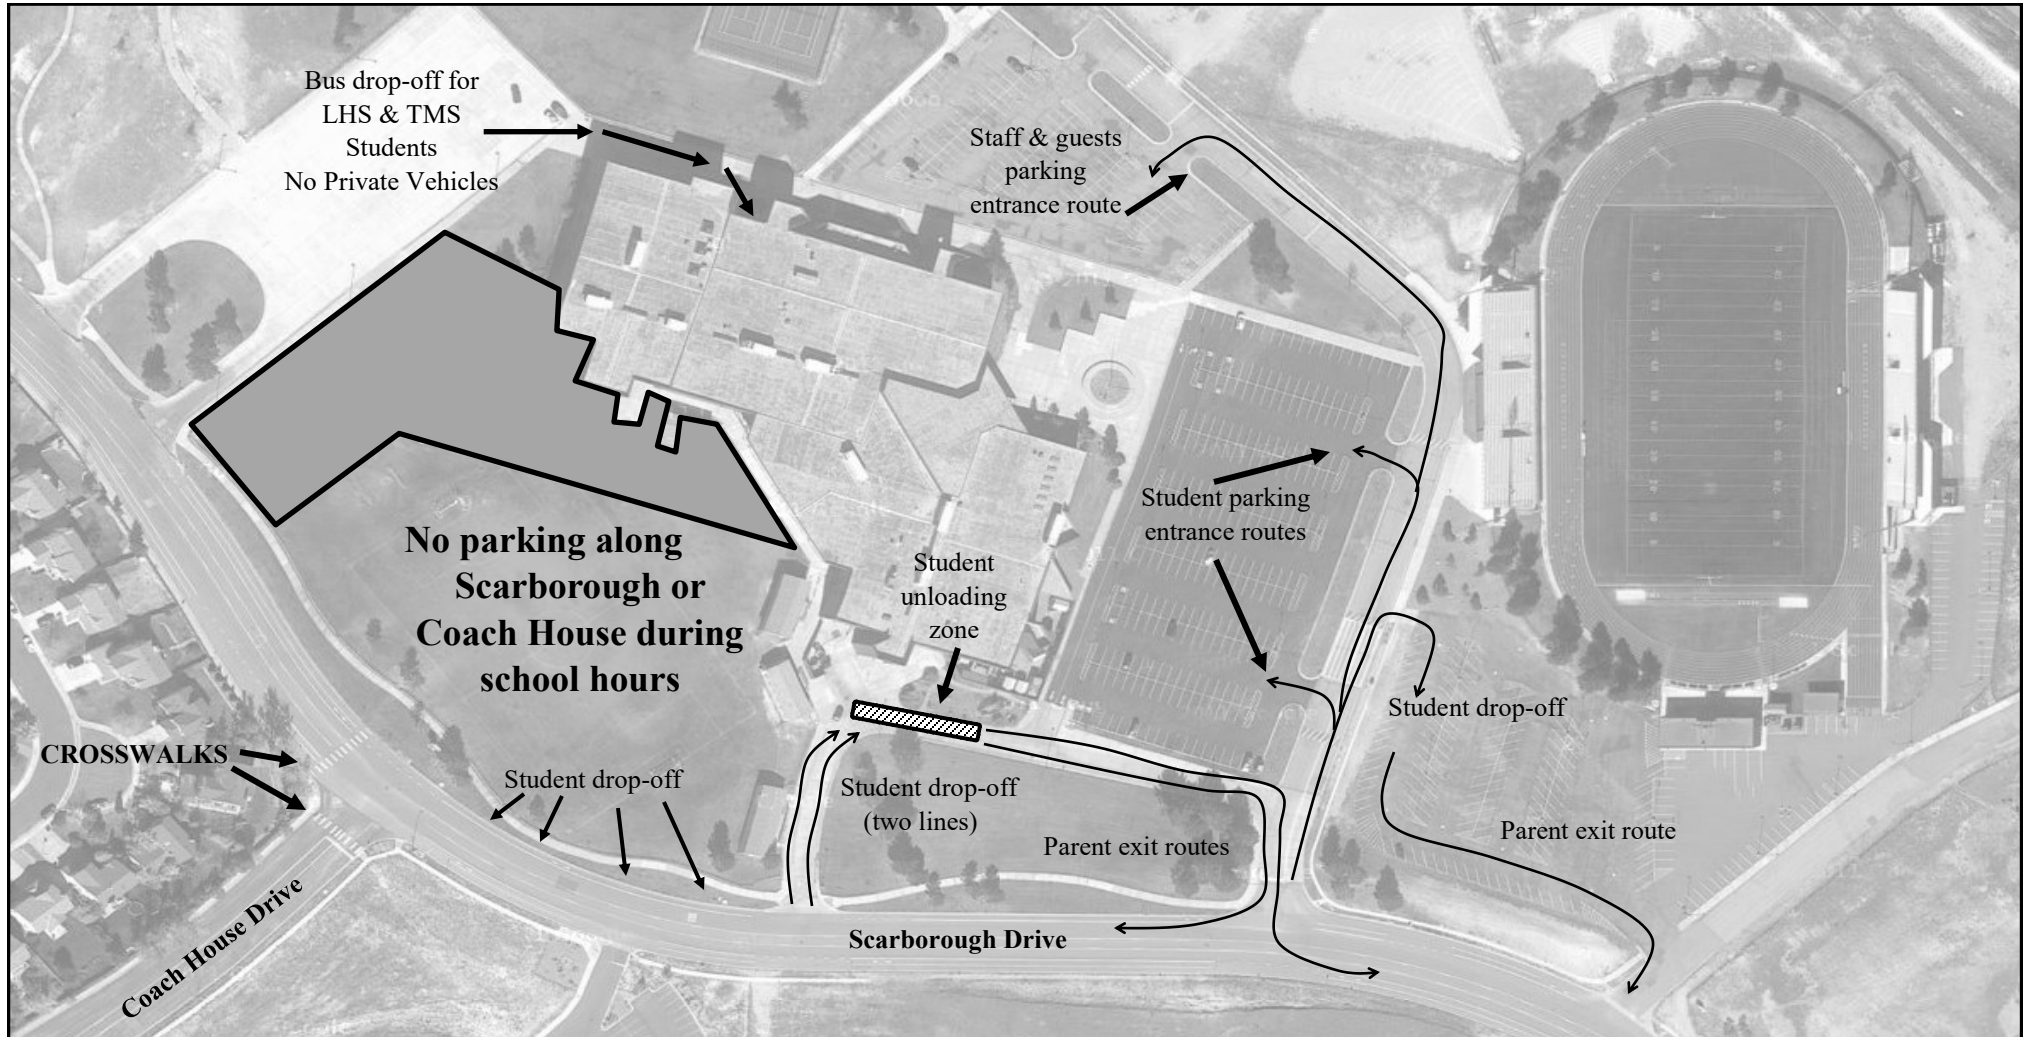 Bus drop-off for
LHS & TMS
Students
No Private Vehicles
Staff & guests
parking
entrance route
Student parking
entrance routes
No parking along
Scarborough or
Coach House during
school hours
Student
unloading
zone
Student drop-off
CROSSWALKS
Student drop-off
Student drop-off
(two lines)
Parent exit routes
Parent exit route
Scarborough Drive
Coach House Drive